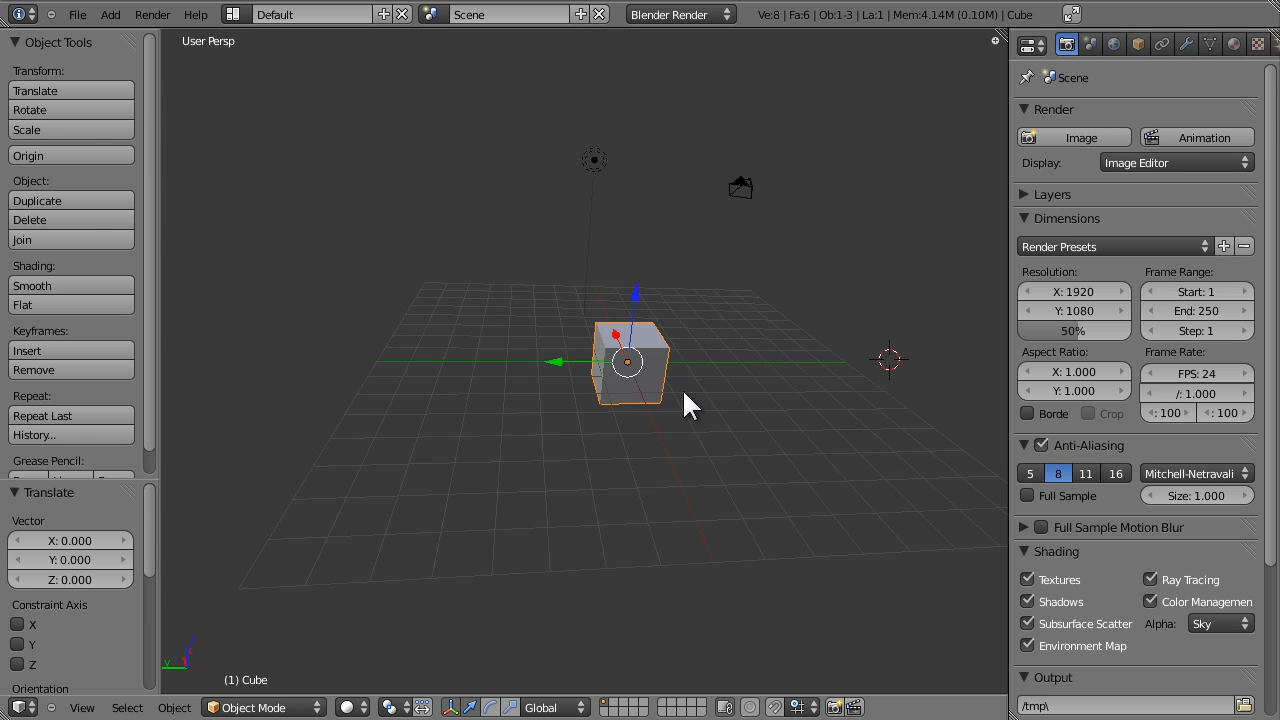 File Add Render Help Default Scene Blender Render Ve:8 | Fa:6 | Ob:1-3 | La:1 | Mem:4.14M (0.10M) | Cube
Object Tools
Transform:
Translate
Rotate
Scale
Origin
Object:
Duplicate
Delete
Join
Shading:
Smooth
Flat
Keyframes:
Insert
Remove
Repeat:
Repeat Last
History...
Grease Pencil:
Translate
Vector
X: 0.000
Y: 0.000
Z: 0.000
Constraint Axis
X
Y
Z
Orientation
User Persp
y
(1) Cube
View Select Object Object Mode Global
Scene
Render
Image Animation
Display: Image Editor
Layers
Dimensions
Render Presets
Resolution: Frame Range:
X: 1920 Start: 1
Y: 1080 End: 250
50% Step: 1
Aspect Ratio: Frame Rate:
X: 1.000 FPS: 24
Y: 1.000 /: 1.000
Borde Crop : 100 : 100
Anti-Aliasing
5 8 11 16 Mitchell-Netravali
Full Sample Size: 1.000
Full Sample Motion Blur
Shading
Textures Ray Tracing
Shadows Color Managemen
Subsurface Scatter Alpha: Sky
Environment Map
Output
/tmp\